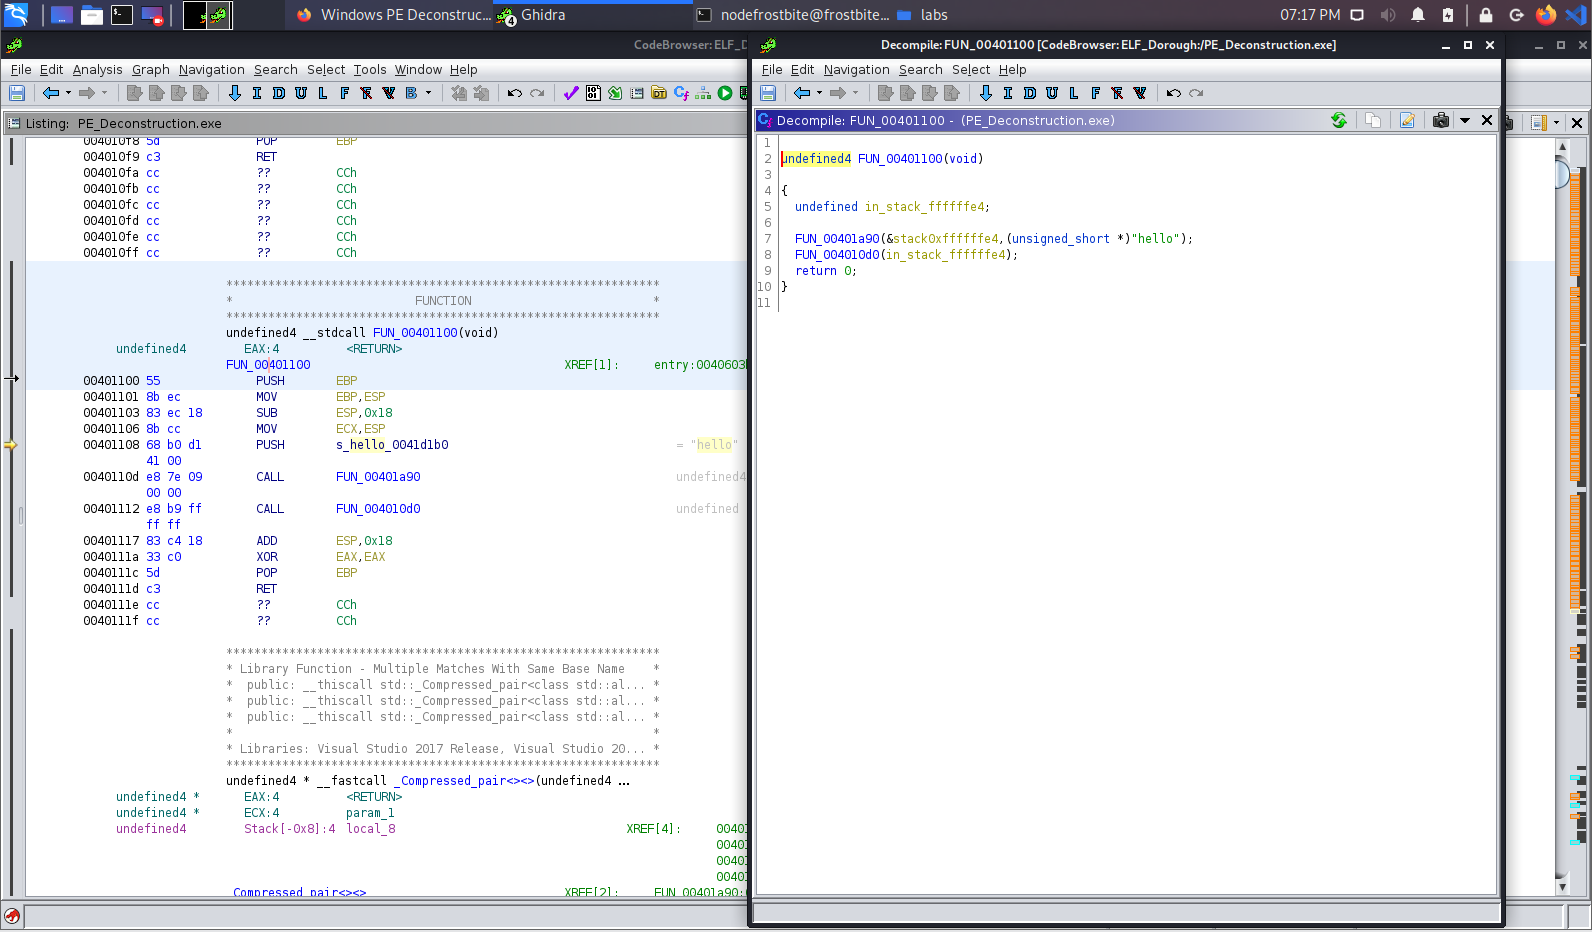 Windows PE Deconstruc...
4
Ghidra
nodefrostbite@frostbite...
labs
07:17 PM
CodeBrowser: ELF_D
File Edit Analysis Graph Navigation Search Select Tools Window Help
I D U L F V B
Listing: PE_Deconstruction.exe
004010f8 5d POP EBP
004010f9 c3 RET
004010fa cc ?? CCh
004010fb cc ?? CCh
004010fc cc ?? CCh
004010fd cc ?? CCh
004010fe cc ?? CCh
004010ff cc ?? CCh
**************************************************************
* FUNCTION *
**************************************************************
undefined4 __stdcall FUN_00401100(void)
undefined4 EAX:4 <RETURN>
FUN_00401100 XREF[1]: entry:0040603
00401100 55 PUSH EBP
00401101 8b ec MOV EBP,ESP
00401103 83 ec 18 SUB ESP,0x18
00401106 8b cc MOV ECX,ESP
00401108 68 b0 d1 PUSH s_hello_0041d1b0 = "hello"
41 00
0040110d e8 7e 09 CALL FUN_00401a90 undefined4
00 00
00401112 e8 b9 ff CALL FUN_004010d0 undefined
ff ff
00401117 83 c4 18 ADD ESP,0x18
0040111a 33 c0 XOR EAX,EAX
0040111c 5d POP EBP
0040111d c3 RET
0040111e cc ?? CCh
0040111f cc ?? CCh
**************************************************************
* Library Function - Multiple Matches With Same Base Name *
* public: __thiscall std::_Compressed_pair<class std::al... *
* public: __thiscall std::_Compressed_pair<class std::al... *
* public: __thiscall std::_Compressed_pair<class std::al... *
* *
* Libraries: Visual Studio 2017 Release, Visual Studio 20... *
**************************************************************
undefined4 * __fastcall _Compressed_pair<><>(undefined4 ...
undefined4 * EAX:4 <RETURN>
undefined4 * ECX:4 param_1
undefined4 Stack[-0x8]:4 local_8 XREF[4]: 00401
00401
00401
00401
_Compressed_pair<><> XREF[2]: FUN_00401a90:
Decompile: FUN_00401100 [CodeBrowser: ELF_Dorough:/PE_Deconstruction.exe]
File Edit Navigation Search Select Help
I D U L F V
Decompile: FUN_00401100 - (PE_Deconstruction.exe)
1
2 undefined4 FUN_00401100(void)
3
4 {
5 undefined in_stack_ffffffe4;
6
7 FUN_00401a90(&stack0xffffffe4,(unsigned_short *)"hello");
8 FUN_004010d0(in_stack_ffffffe4);
9 return 0;
10 }
11